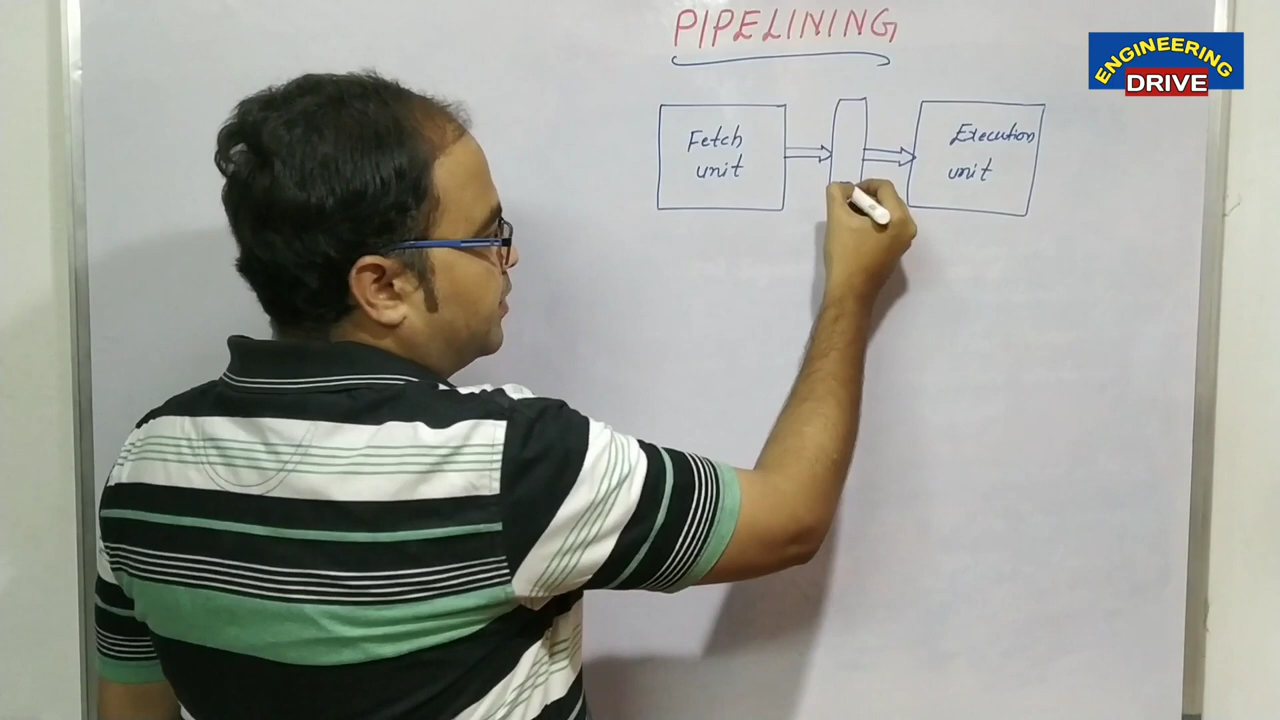 PIPELINING
ENGINEERING
DRIVE
Fetch
unit
Execution
unit